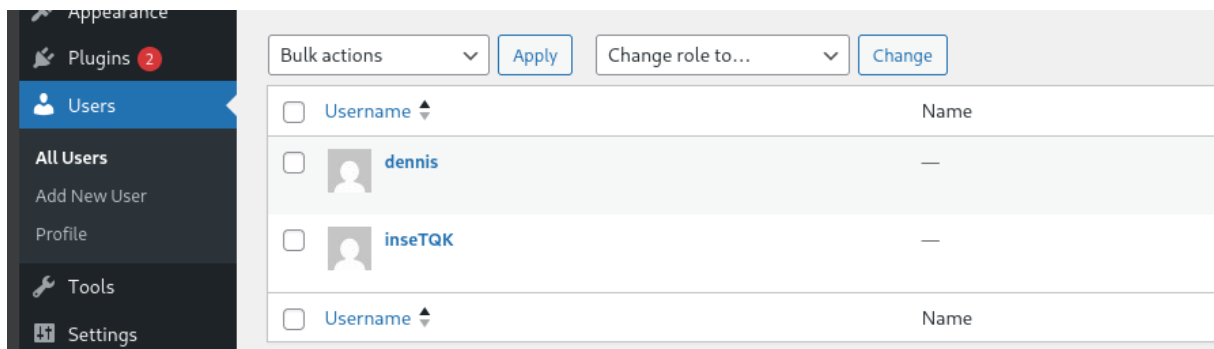 Appearance
Plugins 2
Users
All Users
Add New User
Profile
Tools
Settings
Bulk actions Apply Change role to... Change
Username Name
dennis —
inseTQK —
Username Name